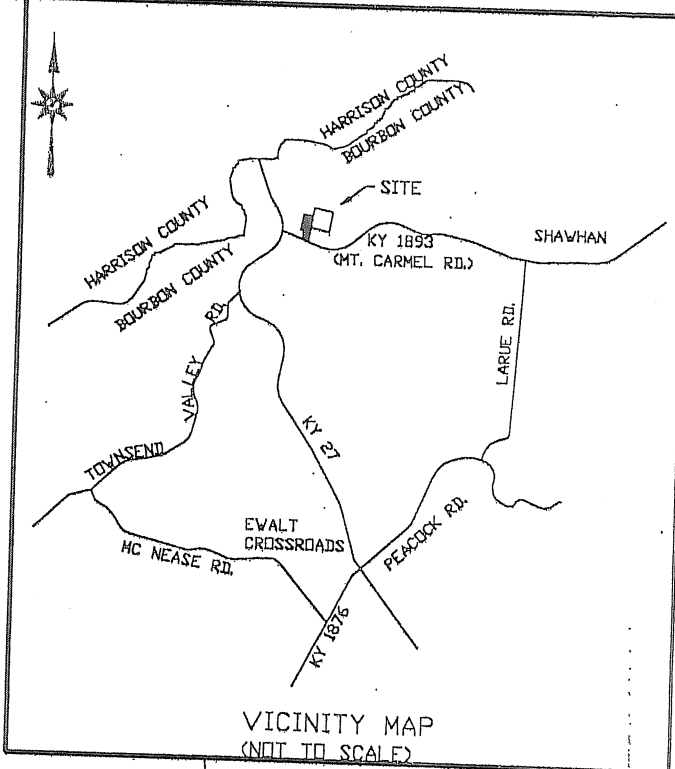 HARRISON COUNTY
BOURBON COUNTY
SITE
HARRISON COUNTY
BOURBON COUNTY
KY 1893
(MT. CARMEL RD.)
SHAWHAN
LARUE RD.
TOWNSEND VALLEY RD.
KY 27
EWALT
CROSSROADS
MC NEASE RD.
PEACOCK RD.
KY 1876
VICINITY MAP
(NOT TO SCALE)